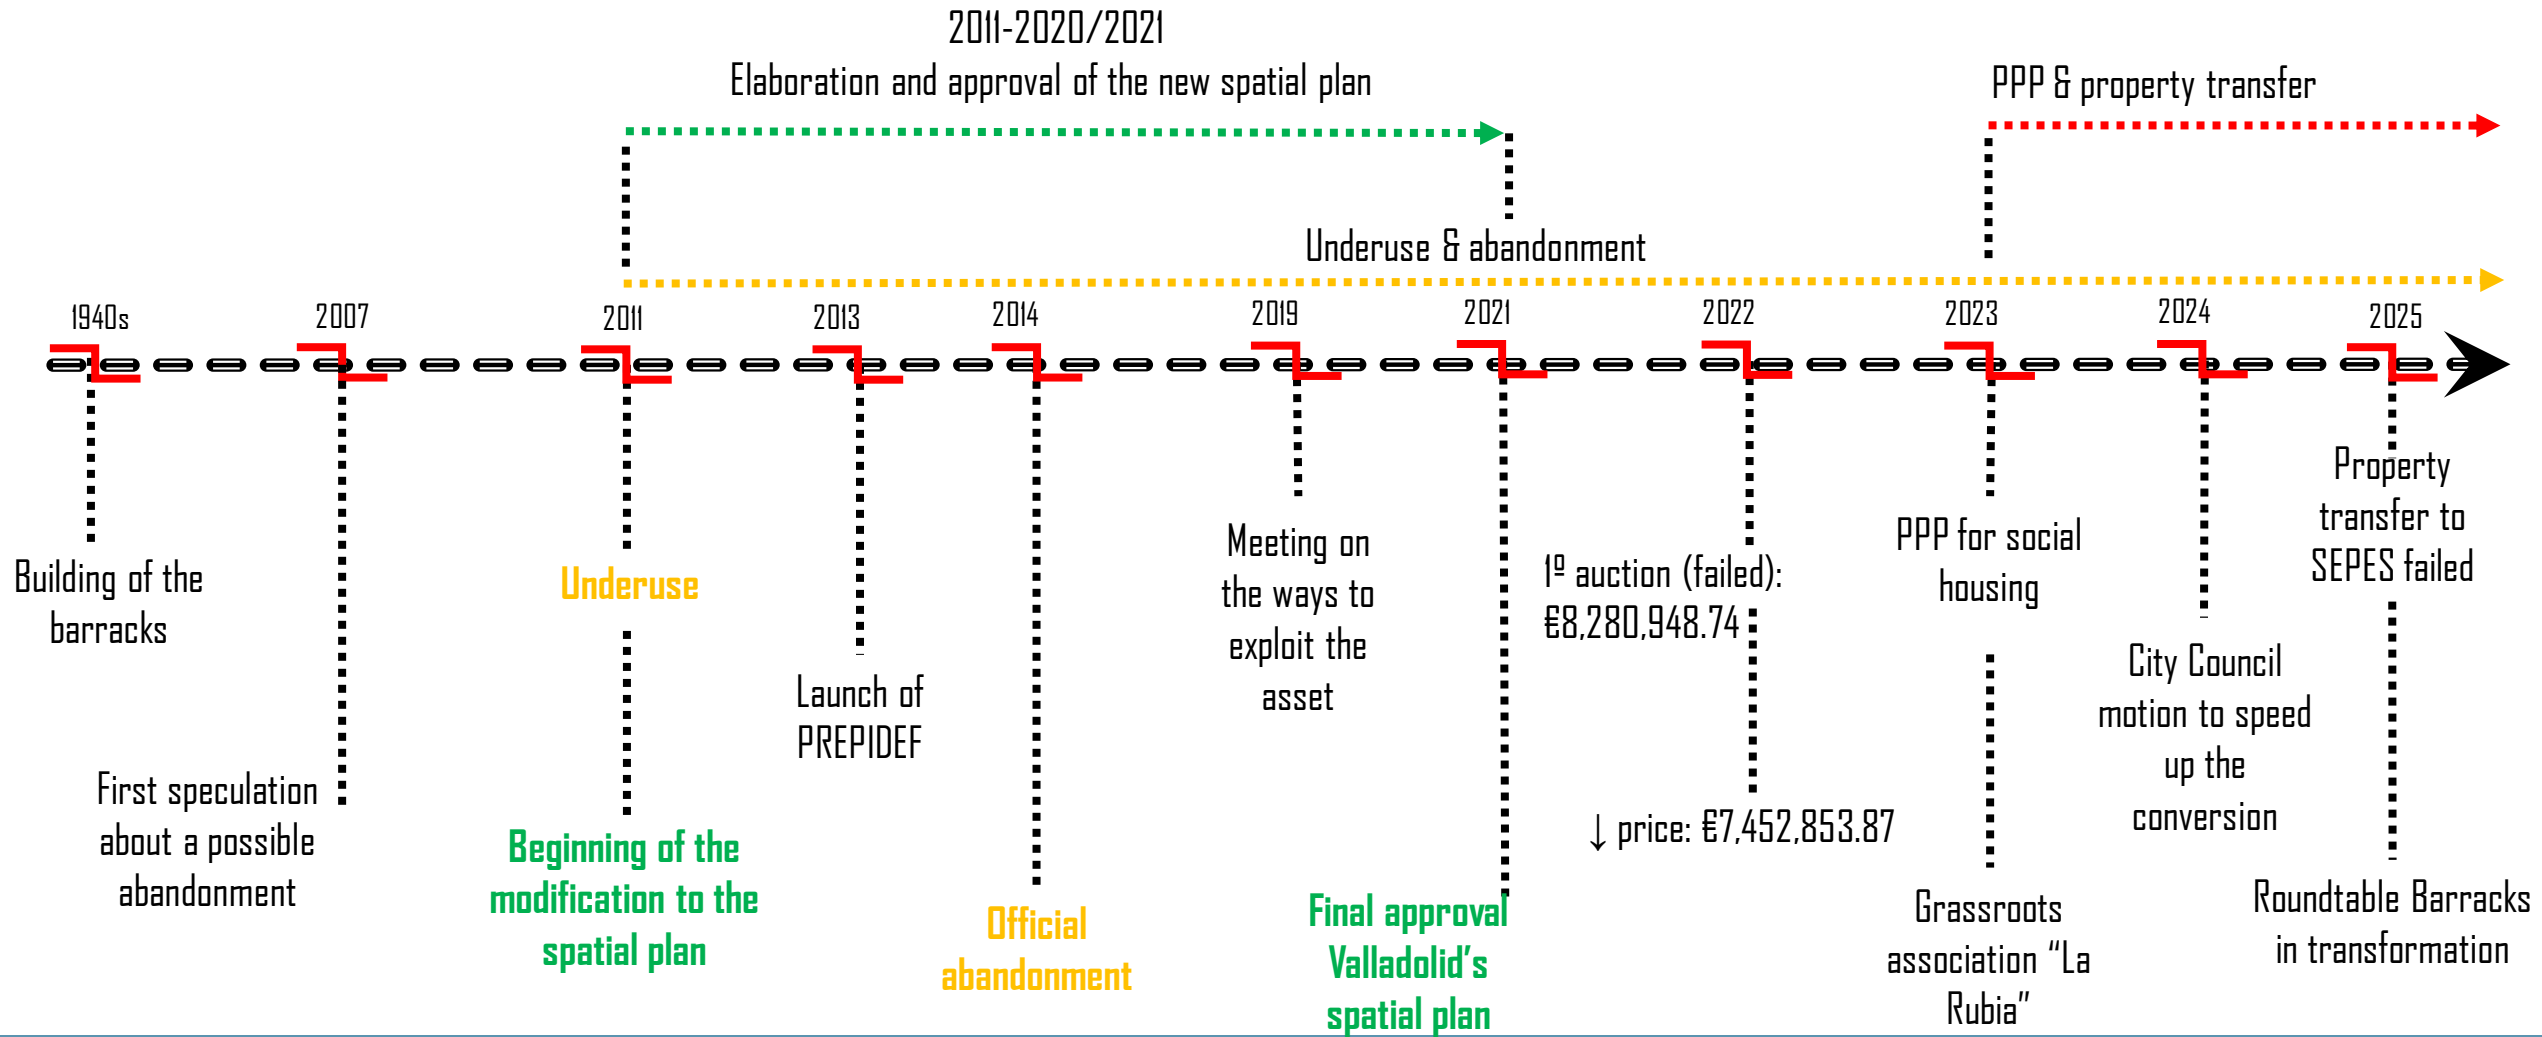 2011-2020/2021
Elaboration and approval of the new spatial plan
PPP & property transfer
Underuse & abandonment
1940s
2007
2011
2013
2014
2019
2021
2022
2023
2024
2025
Building of the
barracks
First speculation
about a possible
abandonment
Underuse
Beginning of the
modification to the
spatial plan
Launch of
PREPIDEF
Official
abandonment
Meeting on
the ways to
exploit the
asset
Final approval
Valladolid's
spatial plan
1º auction (failed):
€8,280,948.74
↓ price: €7,452,853.87
PPP for social
housing
Grassroots
association “La
Rubia”
City Council
motion to speed
up the
conversion
Property
transfer to
SEPES failed
Roundtable Barracks
in transformation